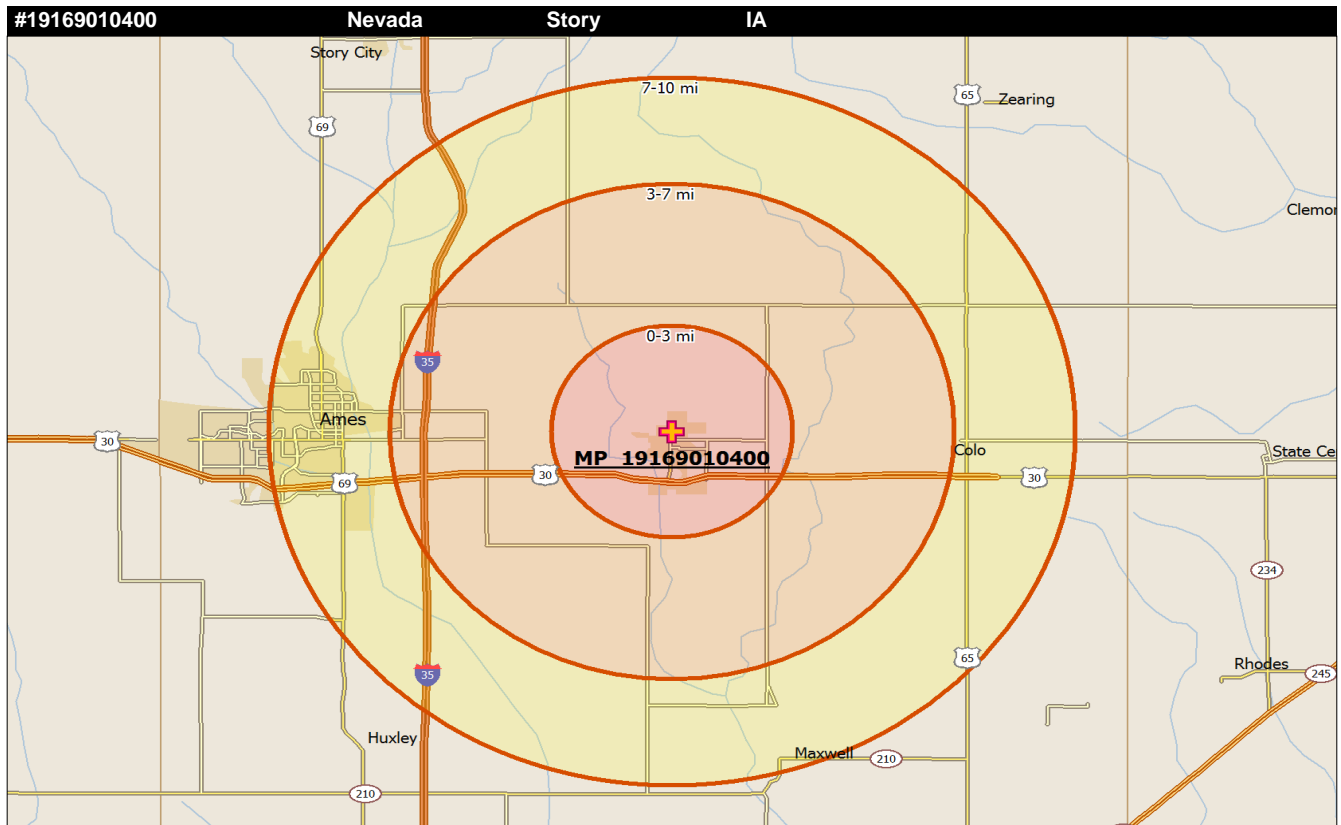 #19169010400 Nevada Story IA
Story City
7-10 mi
65
Zearing
69
3-7 mi
Clemor
0-3 mi
35
Ames
30
MP 19169010400
Colo
State Ce
30
69
30
234
65
35
Rhodes
245
Huxley
Maxwell
210
210